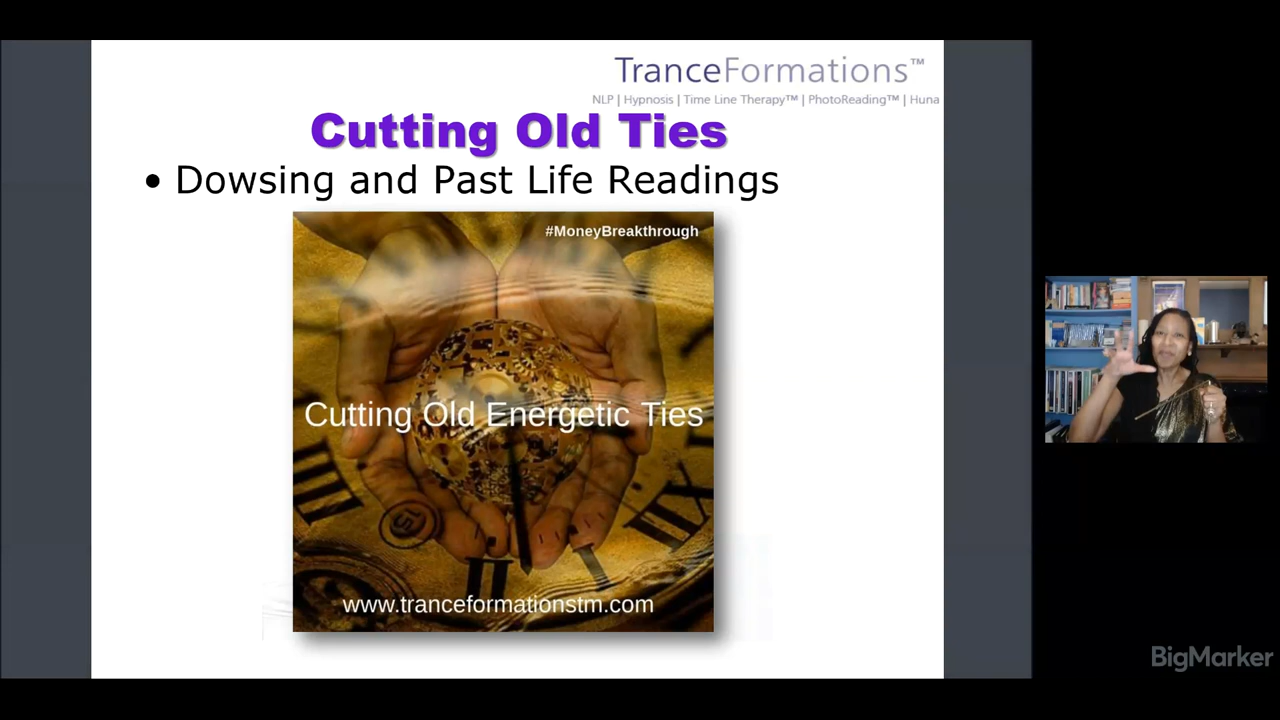 TranceFormations™
NLP | Hypnosis | Time Line Therapy™ | PhotoReading™ | Huna
Cutting Old Ties
• Dowsing and Past Life Readings
#MoneyBreakthrough
Cutting Old Energetic Ties
www.tranceformationstm.com
BigMarker